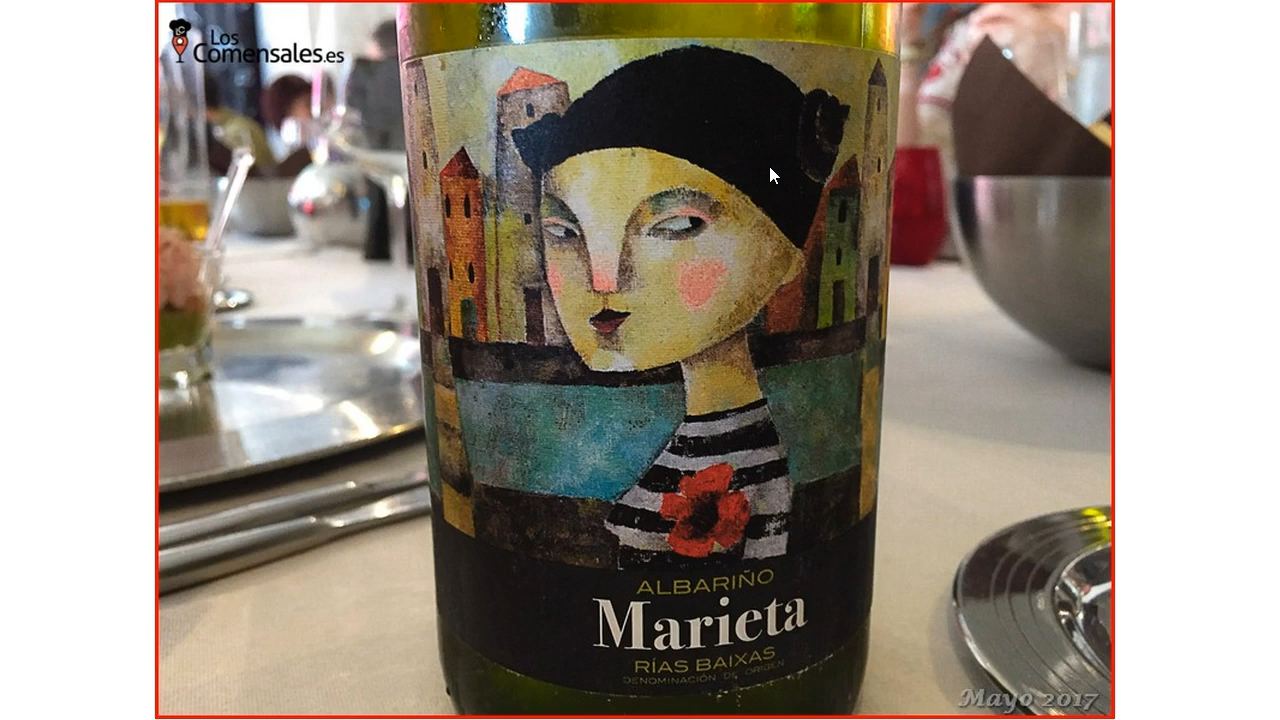 Los
Comensales.es
ALBARIÑO
Marieta
RÍAS BAIXAS
DENOMINACIÓN DE ORIGEN
Mayo 2017